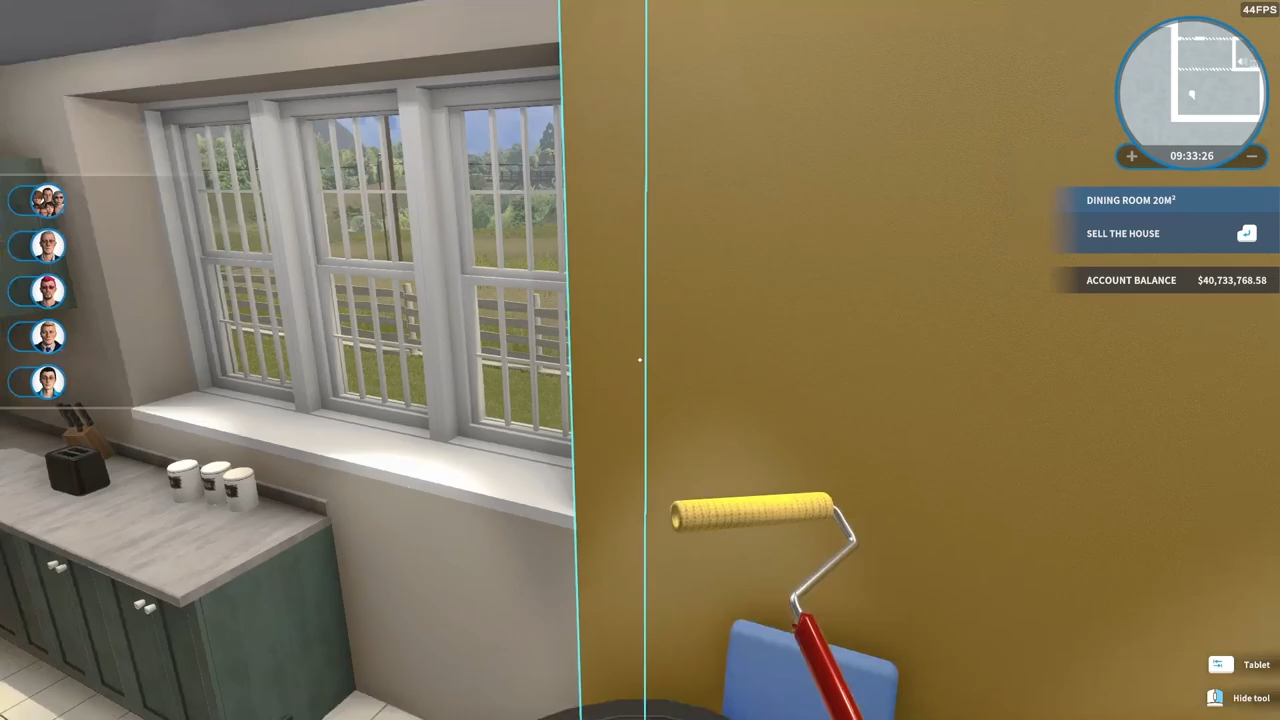 44FPS
09:33:26
DINING ROOM 20M²
SELL THE HOUSE
ACCOUNT BALANCE $40,733,768.58
Tablet
Hide tool